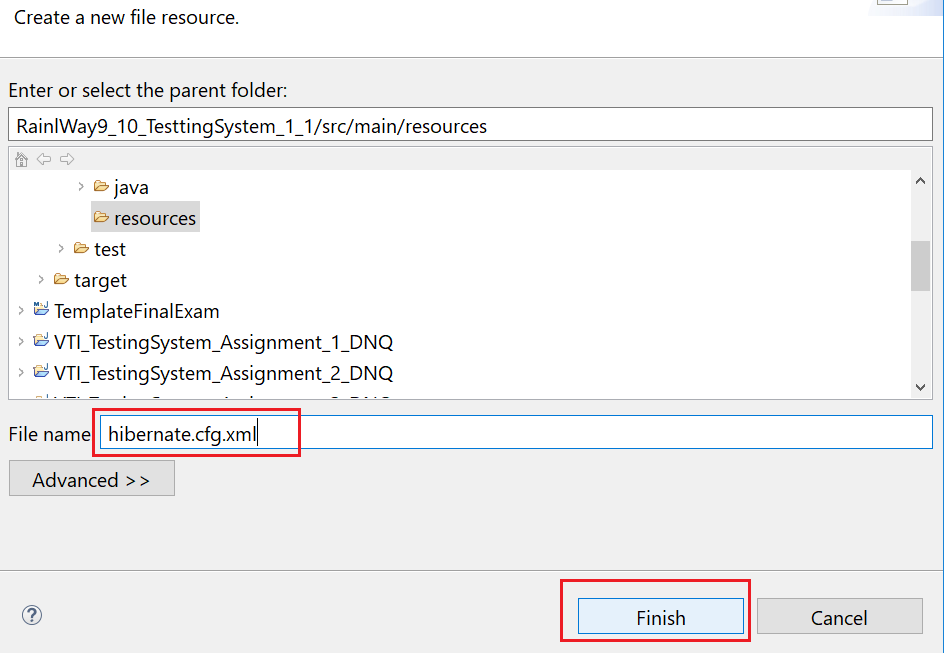 Create a new file resource.
Enter or select the parent folder:
RainlWay9_10_TesttingSystem_1_1/src/main/resources
java
resources
test
target
TemplateFinalExam
VTI_TestingSystem_Assignment_1_DNQ
VTI_TestingSystem_Assignment_2_DNQ
File name
hibernate.cfg.xml
Advanced >>
?
Finish
Cancel